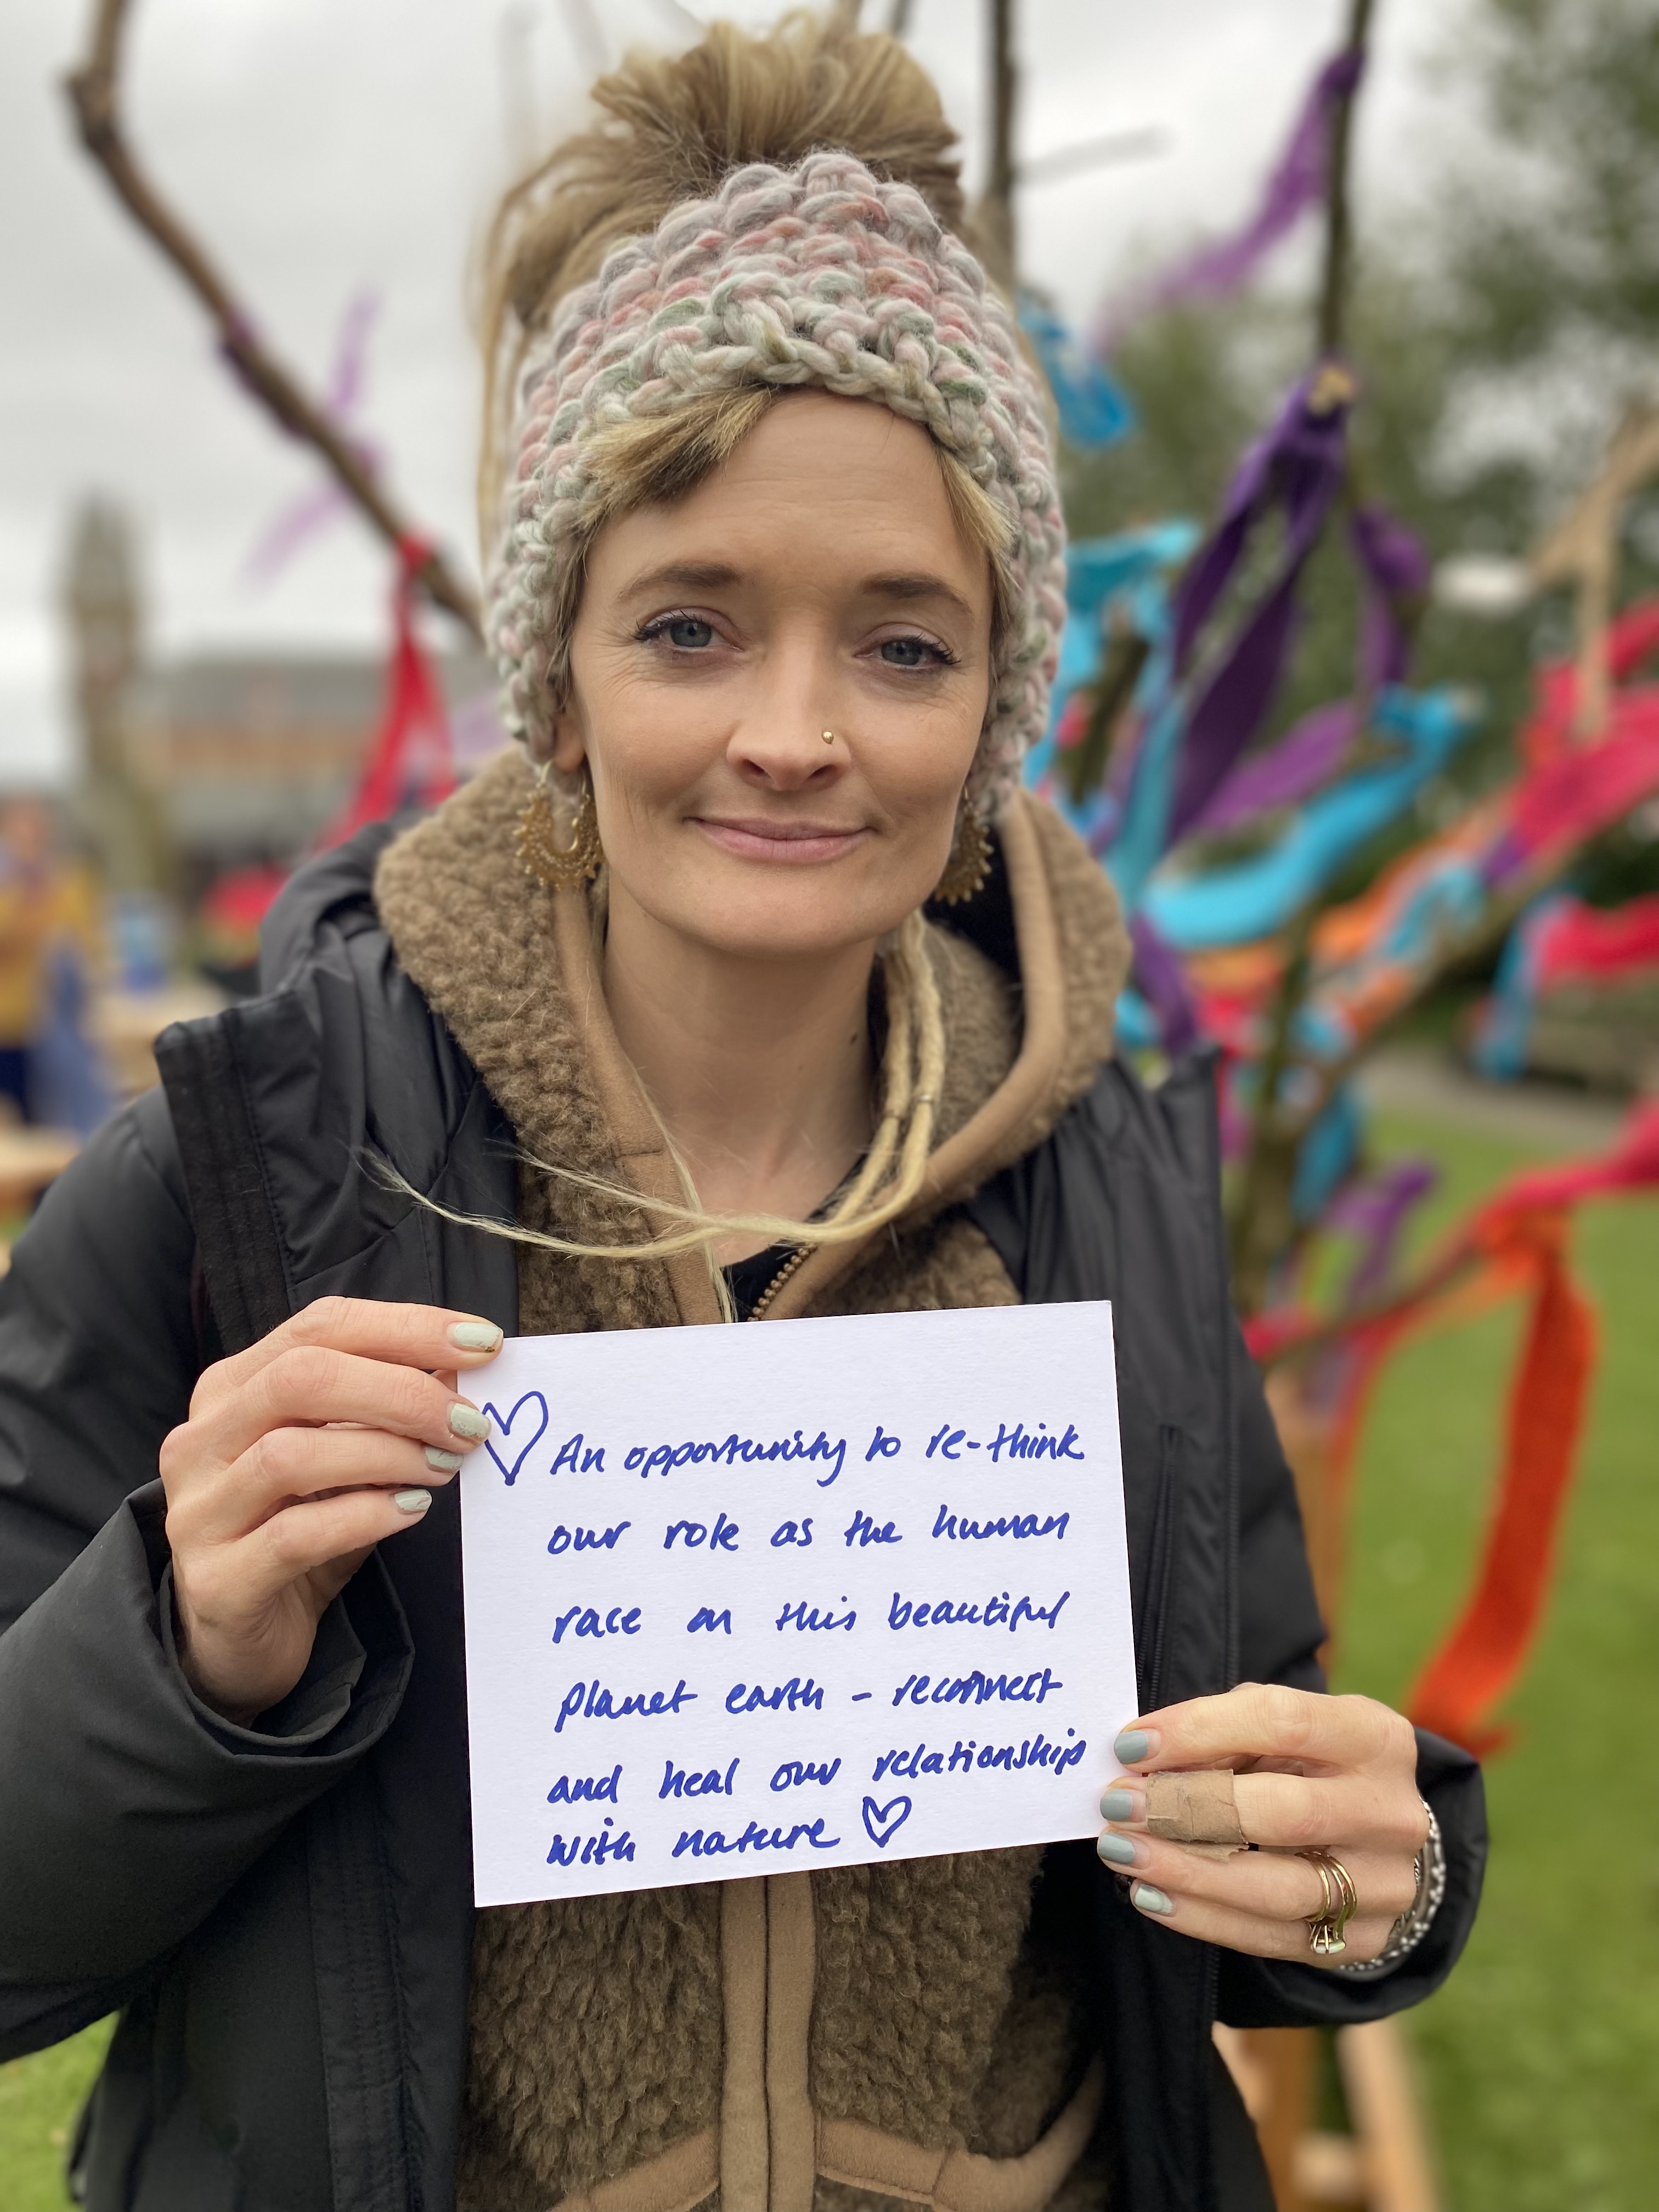 An opportunity to re-think
our role as the human
race on this beautiful
planet earth - reconnect
and heal our relationship
with nature